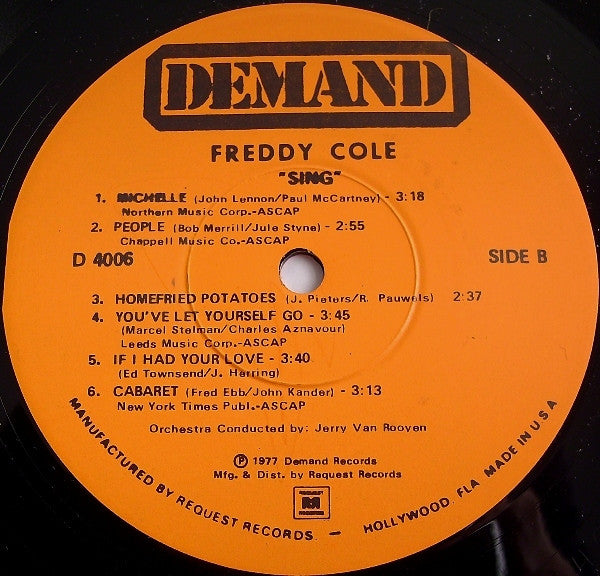 DEMAND
FREDDY COLE
"SING"
1. MICHELLE (John Lennon/Paul McCartney) - 3:18
Northern Music Corp.-ASCAP
2. PEOPLE (Bob Merrill/Jule Styne) - 2:55
Chappell Music Co.-ASCAP
D 4006
SIDE B
3. HOMEFRIED POTATOES (J. Pieters/R. Pauwels) 2:37
4. YOU'VE LET YOURSELF GO - 3:45
(Marcel Stelman/Charles Aznavour)
Leeds Music Corp.-ASCAP
5. IF I HAD YOUR LOVE - 3:40
(Ed Townsend/J. Herring)
6. CABARET (Fred Ebb/John Kander) - 3:13
New York Times Publ.-ASCAP
Orchestra Conducted by: Jerry Van Rooyen
℗ 1977 Demand Records
Mfg. & Dist. by Request Records
MANUFACTURED BY REQUEST RECORDS — HOLLYWOOD, FLA MADE IN U S A